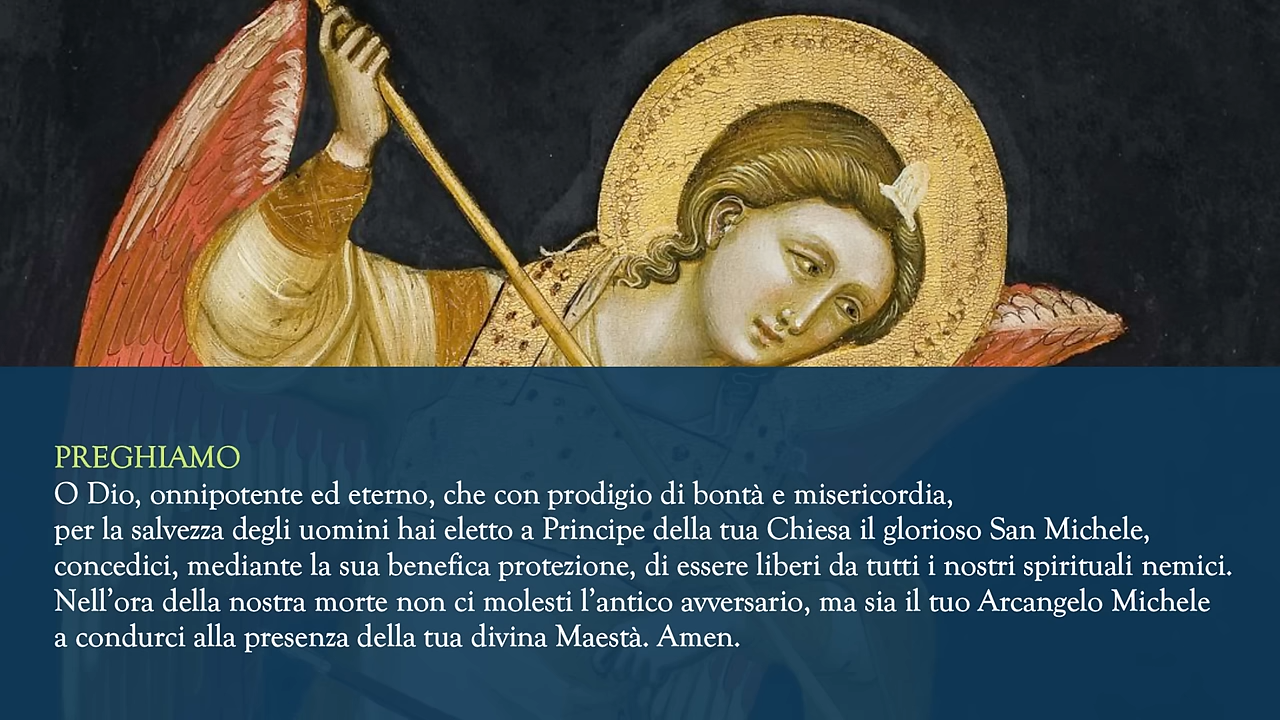 PREGHIAMO
O Dio, onnipotente ed eterno, che con prodigio di bontà e misericordia,
per la salvezza degli uomini hai eletto a Principe della tua Chiesa il glorioso San Michele,
concedici, mediante la sua benefica protezione, di essere liberi da tutti i nostri spirituali nemici.
Nell’ora della nostra morte non ci molesti l’antico avversario, ma sia il tuo Arcangelo Michele
a condurci alla presenza della tua divina Maestà. Amen.